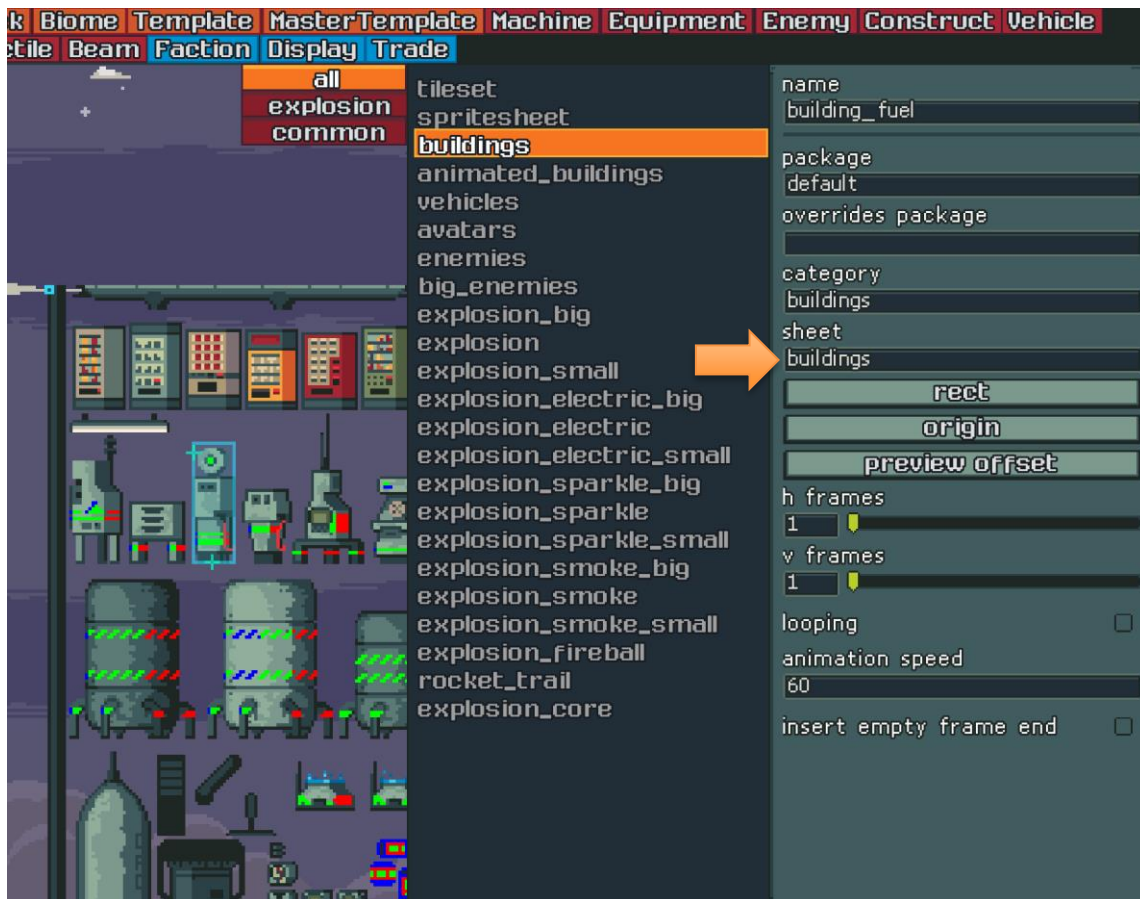 k Biome Template MasterTemplate Machine Equipment Enemy Construct Vehicle
ctile Beam Faction Display Trade
all
explosion
common
tileset
spritesheet
buildings
animated_buildings
vehicles
avatars
enemies
big_enemies
explosion_big
explosion
explosion_small
explosion_electric_big
explosion_electric
explosion_electric_small
explosion_sparkle_big
explosion_sparkle
explosion_sparkle_small
explosion_smoke_big
explosion_smoke
explosion_smoke_small
explosion_fireball
rocket_trail
explosion_core
name
building_fuel
package
default
overrides package
category
buildings
sheet
buildings
rect
origin
preview offset
h frames
1
v frames
1
looping
animation speed
60
insert empty frame end